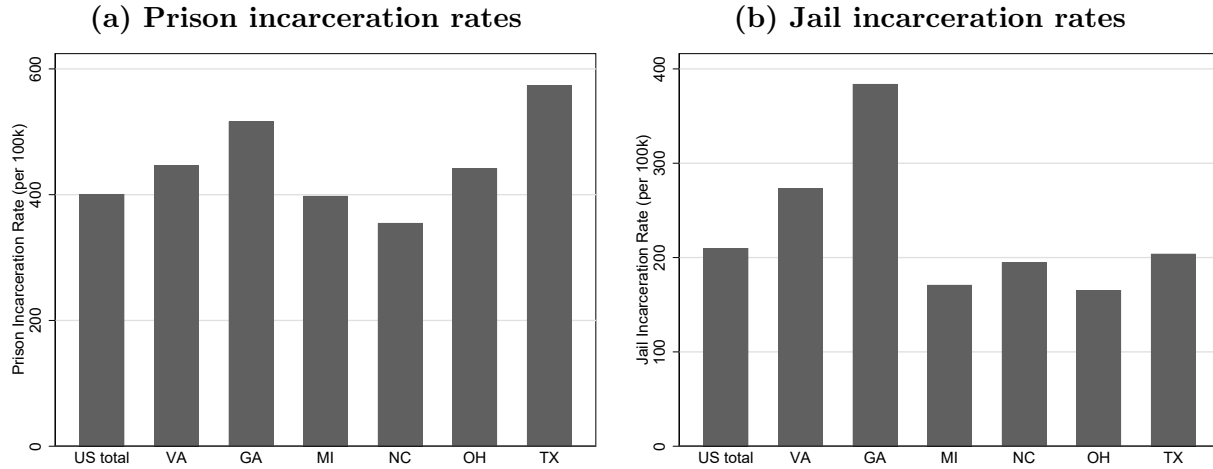 (a) Prison incarceration rates
Prison Incarceration Rate (per 100k)
600
400
200
0
US total VA GA MI NC OH TX
(b) Jail incarceration rates
Jail Incarceration Rate (per 100k)
400
300
200
100
0
US total VA GA MI NC OH TX